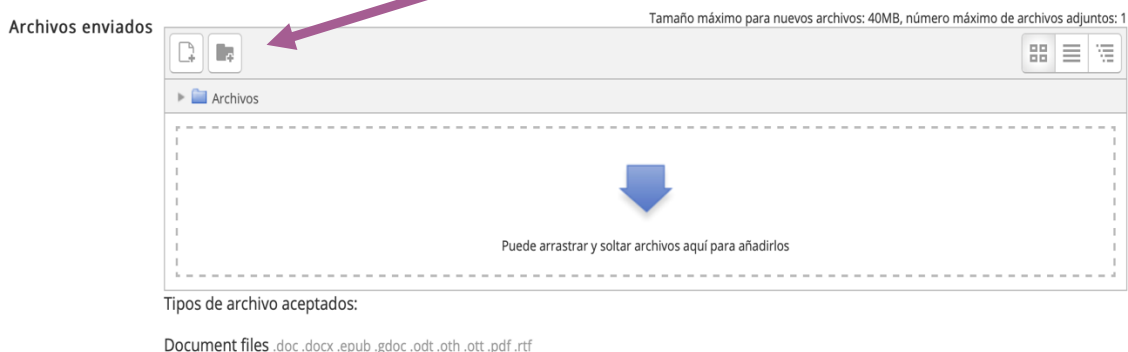 Tamaño máximo para nuevos archivos: 40MB, número máximo de archivos adjuntos: 1
Archivos enviados
Archivos
Puede arrastrar y soltar archivos aquí para añadirlos
Tipos de archivo aceptados:
Document files .doc .docx .epub .gdoc .odt .oth .ott .pdf .rtf